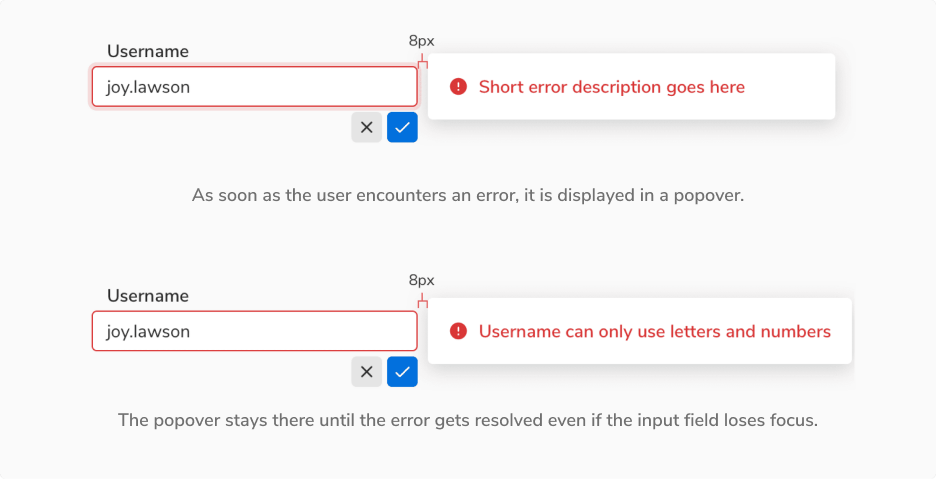 8px
Username
joy.lawson
Short error description goes here
As soon as the user encounters an error, it is displayed in a popover.
8px
Username
joy.lawson
Username can only use letters and numbers
The popover stays there until the error gets resolved even if the input field loses focus.